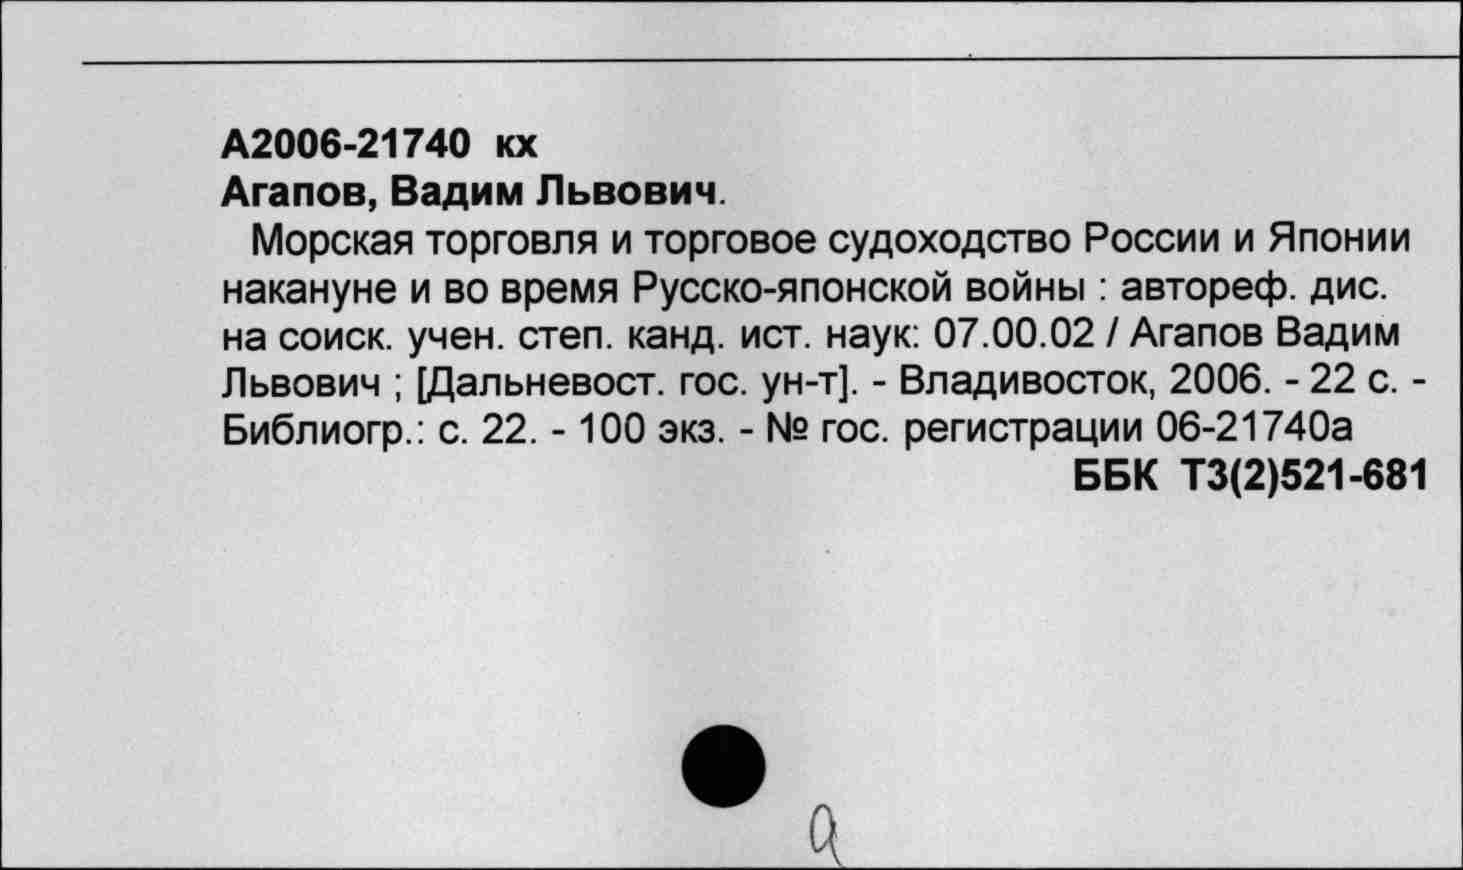 А2006-21740 кх
Агапов, Вадим Львович.
Морская торговля и торговое судоходство России и Японии
накануне и во время Русско-японской войны : автореф. дис.
на соиск. учен. степ. канд. ист. наук: 07.00.02 / Агапов Вадим
Львович ; [Дальневост. гос. ун-т]. - Владивосток, 2006. - 22 с. -
Библиогр.: с. 22. - 100 экз. - № гос. регистрации 06-21740а
ББК Т3(2)521-681